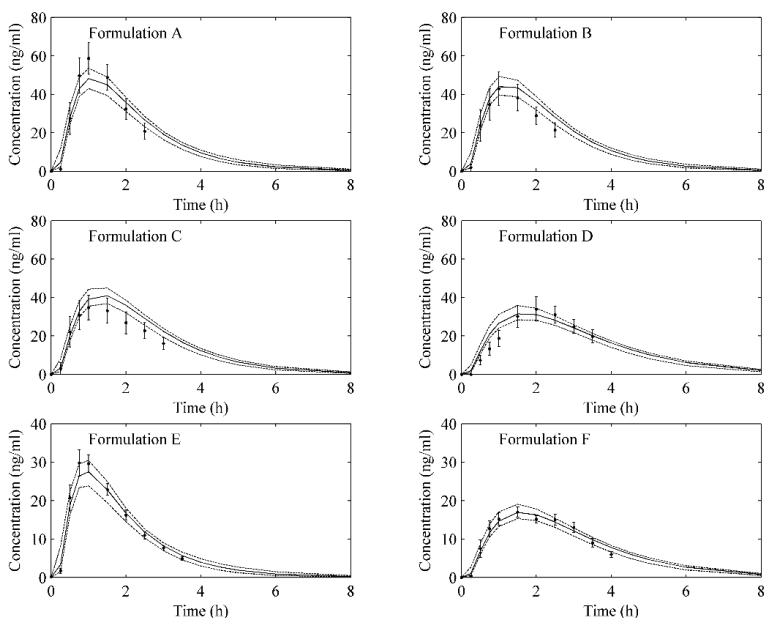 80
60
40
20
0
Concentration (ng/ml)
Formulation A
0 2 4 6 8
Time (h)
80
60
40
20
0
Concentration (ng/ml)
Formulation B
0 2 4 6 8
Time (h)
80
60
40
20
0
Concentration (ng/ml)
Formulation C
0 2 4 6 8
Time (h)
80
60
40
20
0
Concentration (ng/ml)
Formulation D
0 2 4 6 8
Time (h)
40
30
20
10
0
Concentration (ng/ml)
Formulation E
0 2 4 6 8
Time (h)
40
30
20
10
0
Concentration (ng/ml)
Formulation F
0 2 4 6 8
Time (h)